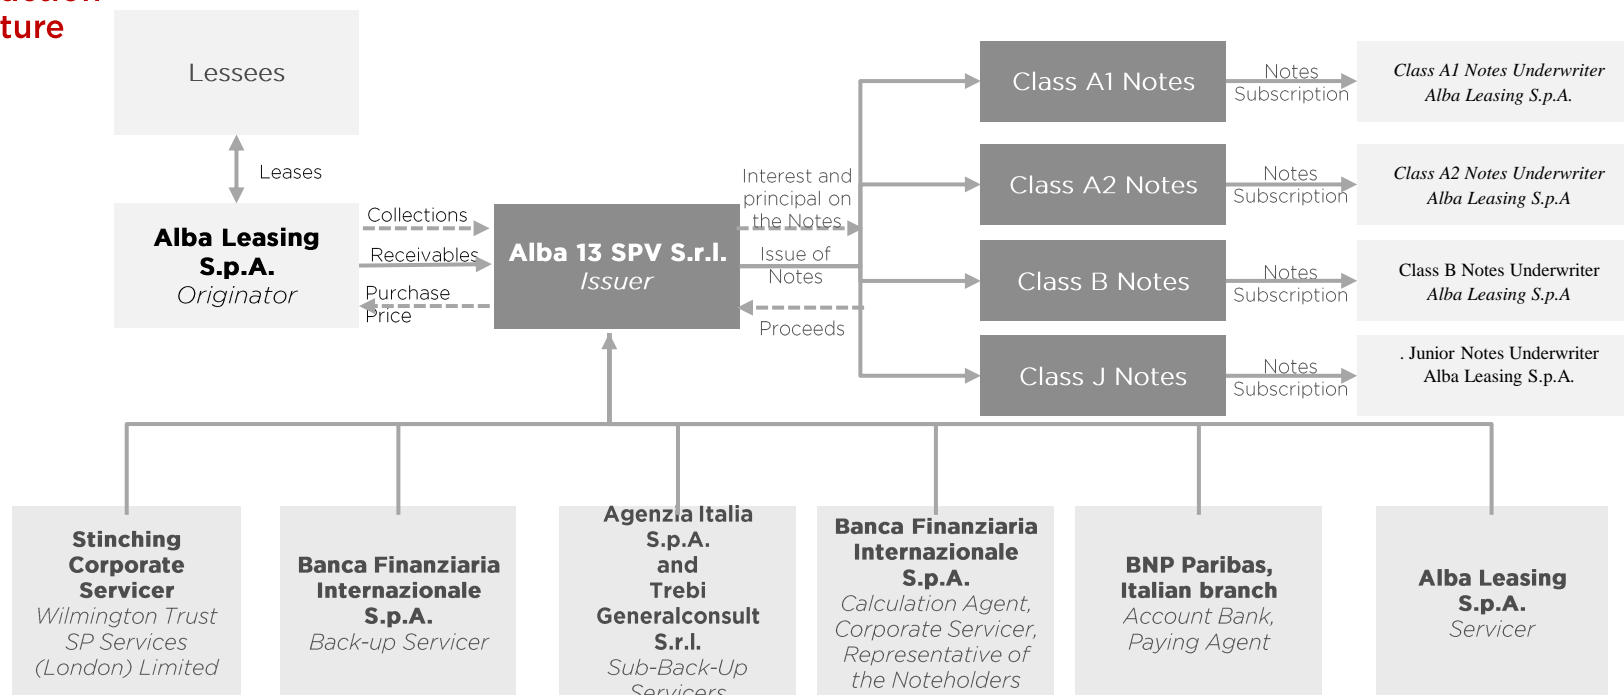 ture
Lessees
Leases
Alba Leasing
S.p.A.
Originator
Collections
Receivables
Purchase
Price
Alba 13 SPV S.r.l.
Issuer
Interest and
principal on
the Notes
Issue of
Notes
Proceeds
Class A1 Notes
Notes
Subscription
Class A1 Notes Underwriter
Alba Leasing S.p.A.
Class A2 Notes
Notes
Subscription
Class A2 Notes Underwriter
Alba Leasing S.p.A
Class B Notes
Notes
Subscription
Class B Notes Underwriter
Alba Leasing S.p.A
Class J Notes
Notes
Subscription
. Junior Notes Underwriter
Alba Leasing S.p.A.
Stinching
Corporate
Servicer
Wilmington Trust
SP Services
(London) Limited
Banca Finanziaria
Internazionale
S.p.A.
Back-up Servicer
Agenzia Italia
S.p.A.
and
Trebi
Generalconsult
S.r.l.
Sub-Back-Up
Servicers
Banca Finanziaria
Internazionale
S.p.A.
Calculation Agent,
Corporate Servicer,
Representative of
the Noteholders
BNP Paribas,
Italian branch
Account Bank,
Paying Agent
Alba Leasing
S.p.A.
Servicer